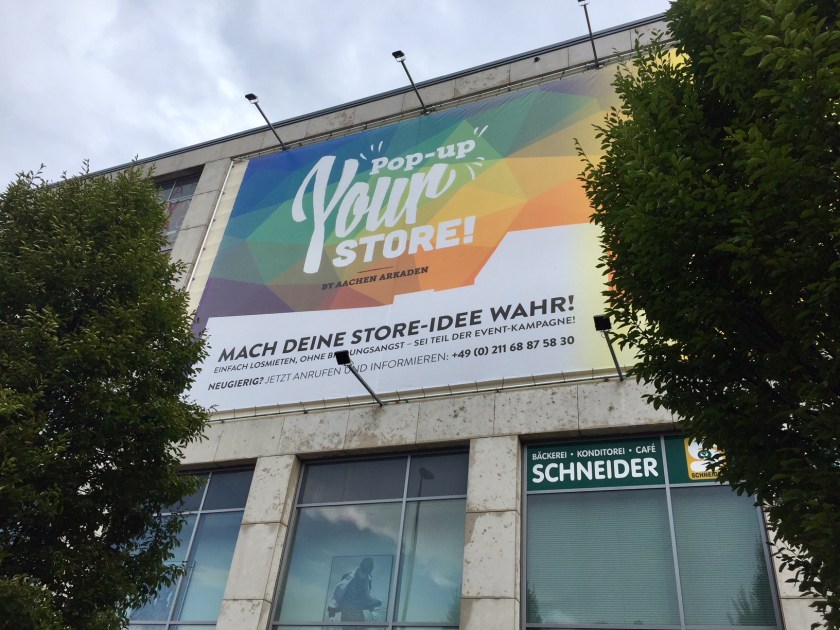 Pop-up
Your
STORE!
BY AACHEN ARKADEN
MACH DEINE STORE-IDEE WAHR!
EINFACH LOSMIETEN, OHNE BINDUNGSANGST – SEI TEIL DER EVENT-KAMPAGNE!
NEUGIERIG? JETZT ANRUFEN UND INFORMIEREN: +49 (0) 211 68 87 58 30
BÄCKEREI • KONDITOREI • CAFÉ
SCHNEIDER